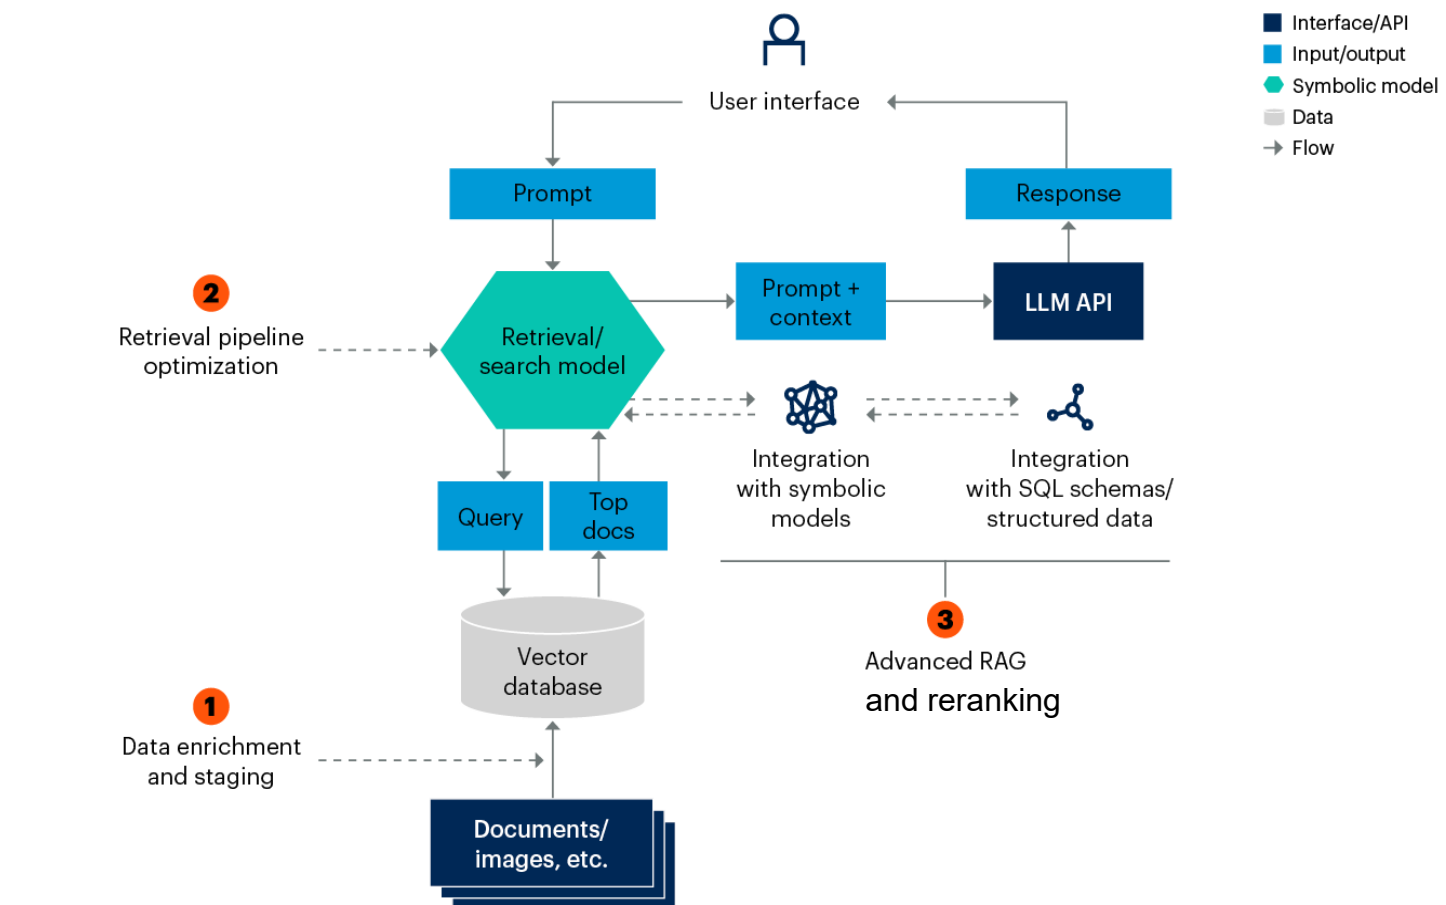 User interface
Interface/API
Input/output
Symbolic model
Data
Flow
Prompt
Response
2
Retrieval pipeline
optimization
Retrieval/
search model
Prompt +
context
LLM API
Integration
with symbolic
models
Integration
with SQL schemas/
structured data
Query
Top
docs
3
Advanced RAG
and reranking
Vector
database
1
Data enrichment
and staging
Documents/
images, etc.